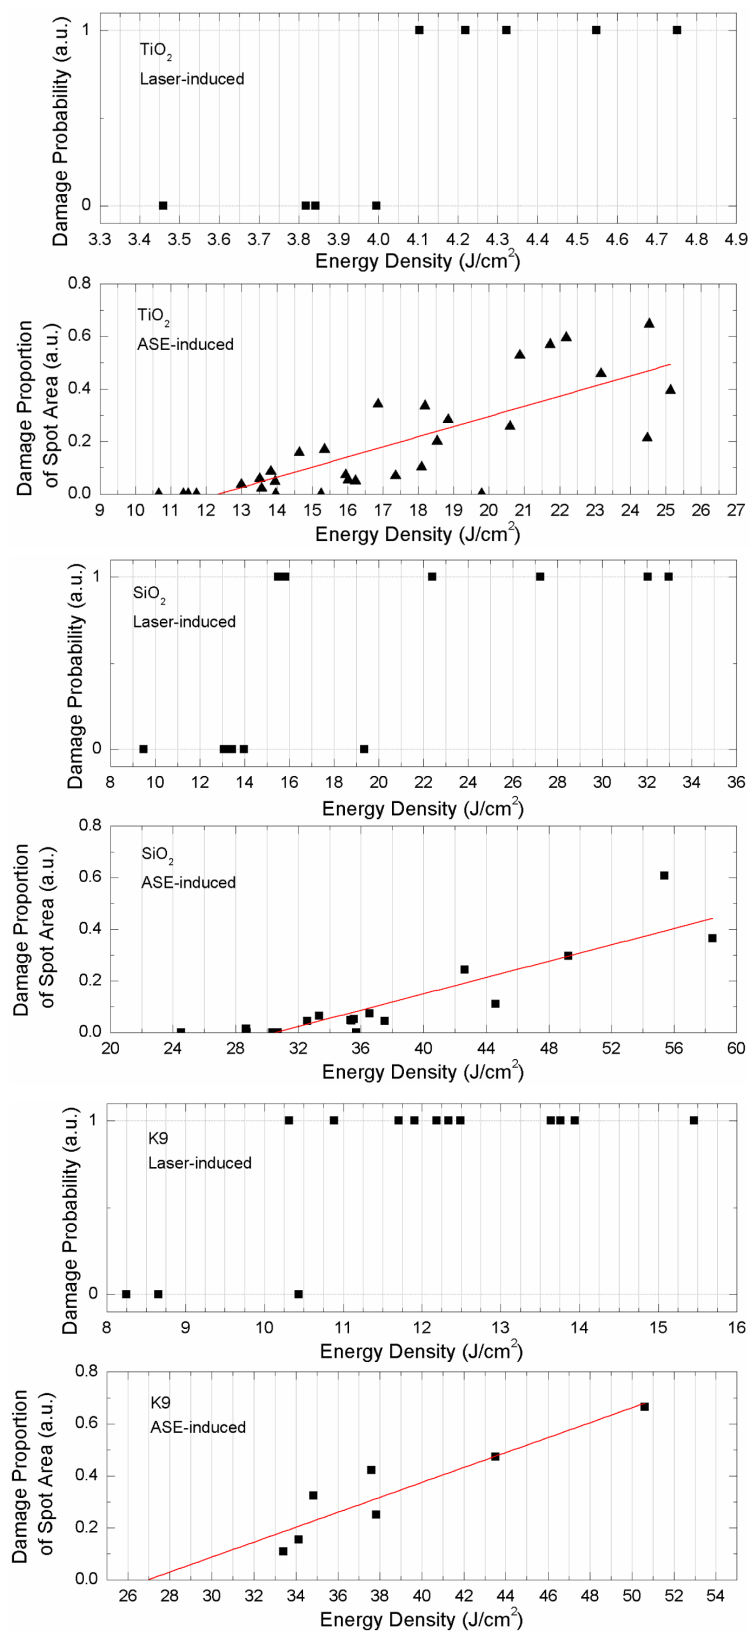 Damage Probability (a.u.)
1
0
TiO2
Laser-induced
3.3 3.4 3.5 3.6 3.7 3.8 3.9 4.0 4.1 4.2 4.3 4.4 4.5 4.6 4.7 4.8 4.9
Energy Density (J/cm2)
Damage Proportion
of Spot Area (a.u.)
0.8
0.6
0.4
0.2
0.0
TiO2
ASE-induced
9 10 11 12 13 14 15 16 17 18 19 20 21 22 23 24 25 26 27
Energy Density (J/cm2)
Damage Probability (a.u.)
1
0
SiO2
Laser-induced
8 10 12 14 16 18 20 22 24 26 28 30 32 34 36
Energy Density (J/cm2)
Damage Proportion
of Spot Area (a.u.)
0.8
0.6
0.4
0.2
0.0
SiO2
ASE-induced
20 24 28 32 36 40 44 48 52 56 60
Energy Density (J/cm2)
Damage Probability (a.u.)
1
0
K9
Laser-induced
8 9 10 11 12 13 14 15 16
Energy Density (J/cm2)
Damage Proportion
of Spot Area (a.u.)
0.8
0.6
0.4
0.2
0.0
K9
ASE-induced
26 28 30 32 34 36 38 40 42 44 46 48 50 52 54
Energy Density (J/cm2)